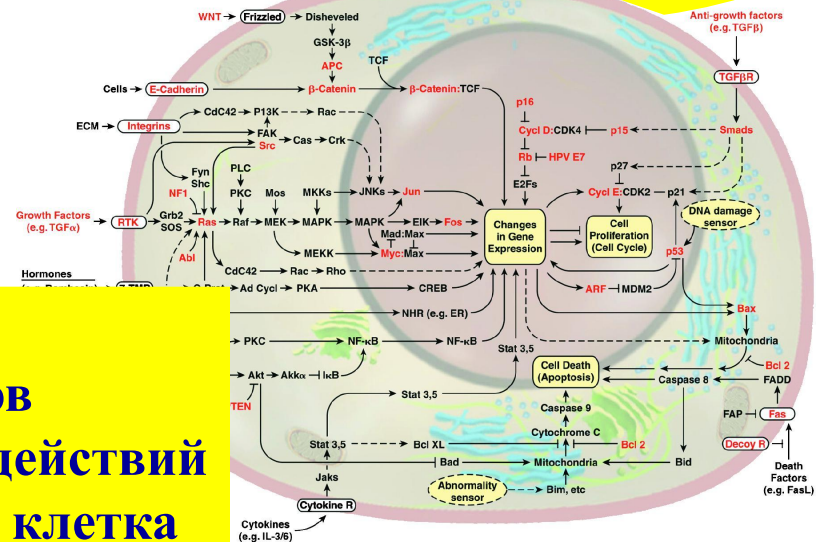 WNT
Frizzled
Disheveled
GSK-3β
APC
TCF
Cells
E-Cadherin
β-Catenin
β-Catenin:TCF
Anti-growth factors
(e.g. TGFβ)
TGFβR
Smads
p16
Cycl D:CDK4
p15
Rb
HPV E7
E2Fs
p27
Cycl E:CDK2
p21
DNA damage
sensor
CdC42
P13K
Rac
ECM
Integrins
FAK
Src
Cas
Crk
Fyn
Shc
PLC
NF1
PKC
Mos
MKKs
JNKs
Jun
Growth Factors
(e.g. TGFα)
RTK
Grb2
SOS
Ras
Raf
MEK
MAPK
MAPK
ElK
Fos
Changes
in Gene
Expression
Cell
Proliferation
(Cell Cycle)
p53
Mad:Max
Myc:Max
Abl
MEKK
CdC42
Rac
Rho
Hormones
Ad Cycl
PKA
CREB
ARF
MDM2
Bax
NHR (e.g. ER)
PKC
NF-κB
NF-κB
Stat 3,5
Mitochondria
Akt
Akkα
IκB
Cell Death
(Apoptosis)
Bcl 2
Caspase 8
FADD
TEN
Stat 3,5
Caspase 9
FAP
Fas
Cytochrome C
Stat 3,5
Bcl XL
Bcl 2
Decoy R
Bad
Mitochondria
Bid
Death
Factors
(e.g. FasL)
Jaks
Abnormality
sensor
Bim, etc
Cytokine R
Cytokines
(e.g. IL-3/6)
ов
действий
клетка